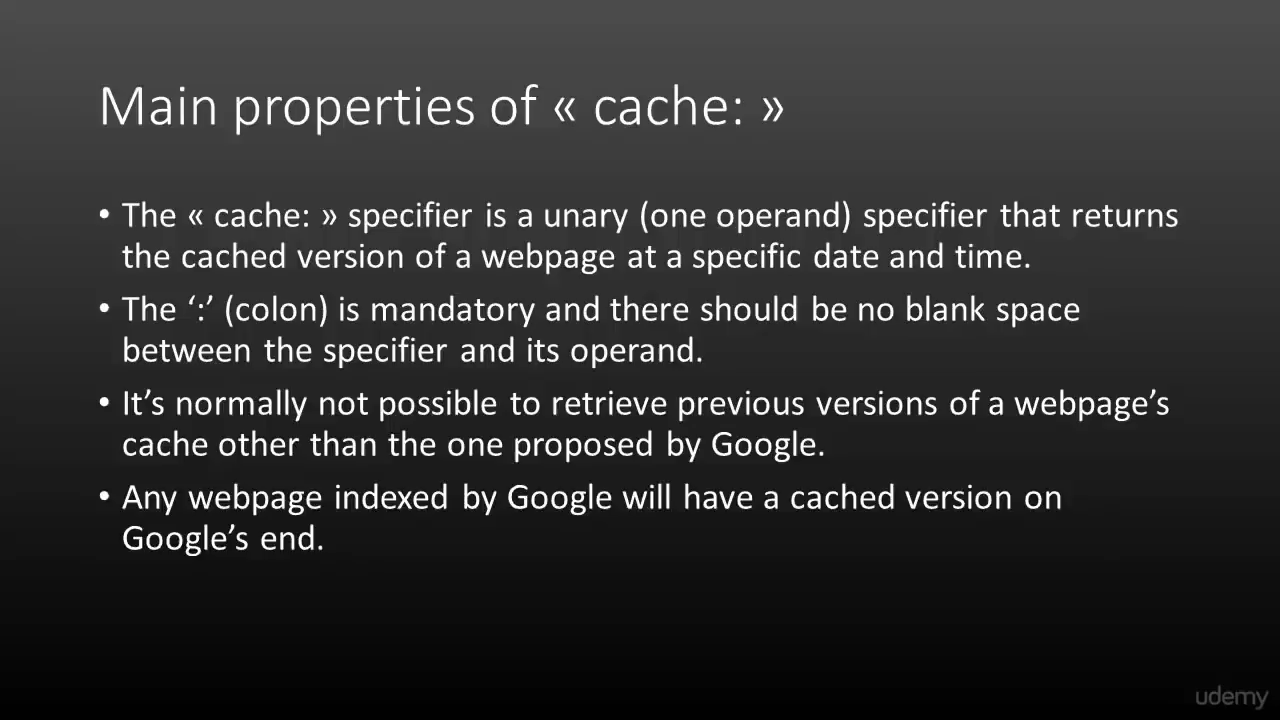 Main properties of « cache: »
• The « cache: » specifier is a unary (one operand) specifier that returns
the cached version of a webpage at a specific date and time.
• The ‘:’ (colon) is mandatory and there should be no blank space
between the specifier and its operand.
• It’s normally not possible to retrieve previous versions of a webpage’s
cache other than the one proposed by Google.
• Any webpage indexed by Google will have a cached version on
Google’s end.
udemy